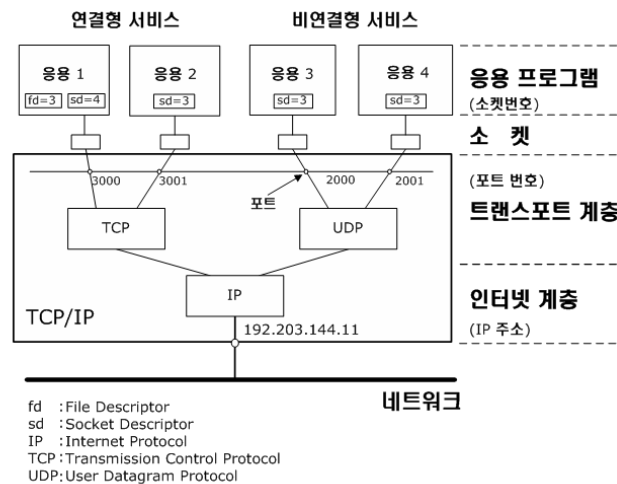 연결형 서비스 비연결형 서비스
응용 1 응용 2 응용 3 응용 4 응용 프로그램
fd=3 sd=4 sd=3 sd=3 sd=3 (소켓번호)
소 켓
3000 3001 2000 2001 (포트 번호)
포트
TCP UDP 트랜스포트 계층
IP 인터넷 계층
TCP/IP 192.203.144.11 (IP 주소)
네트워크
fd :File Descriptor
sd :Socket Descriptor
IP :Internet Protocol
TCP:Transmission Control Protocol
UDP:User Datagram Protocol